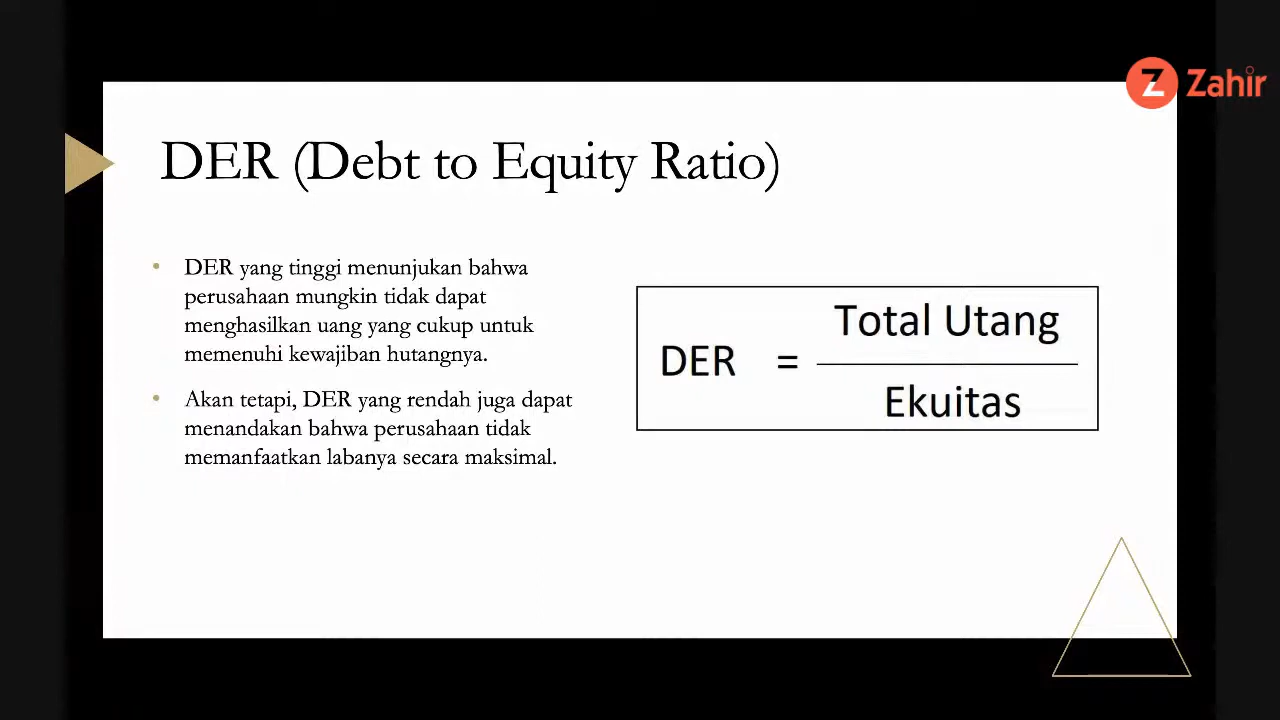 Zahir
DER (Debt to Equity Ratio)
• DER yang tinggi menunjukan bahwa
perusahaan mungkin tidak dapat
menghasilkan uang yang cukup untuk
memenuhi kewajiban hutangnya.
• Akan tetapi, DER yang rendah juga dapat
menandakan bahwa perusahaan tidak
memanfaatkan labanya secara maksimal.
Total Utang
DER =
Ekuitas